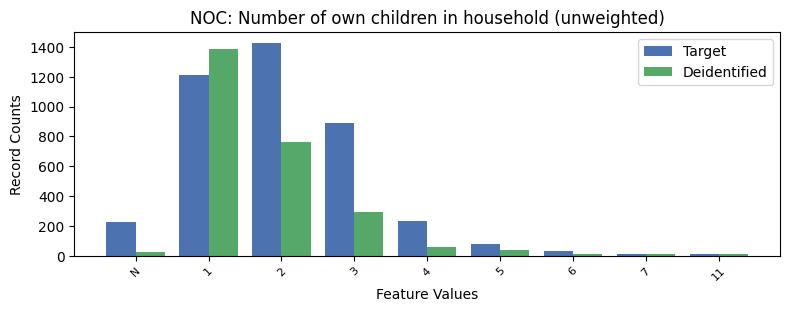 NOC: Number of own children in household (unweighted)
Target
Deidentified
Record Counts
1400
1200
1000
800
600
400
200
0
N 1 2 3 4 5 6 7 11
Feature Values